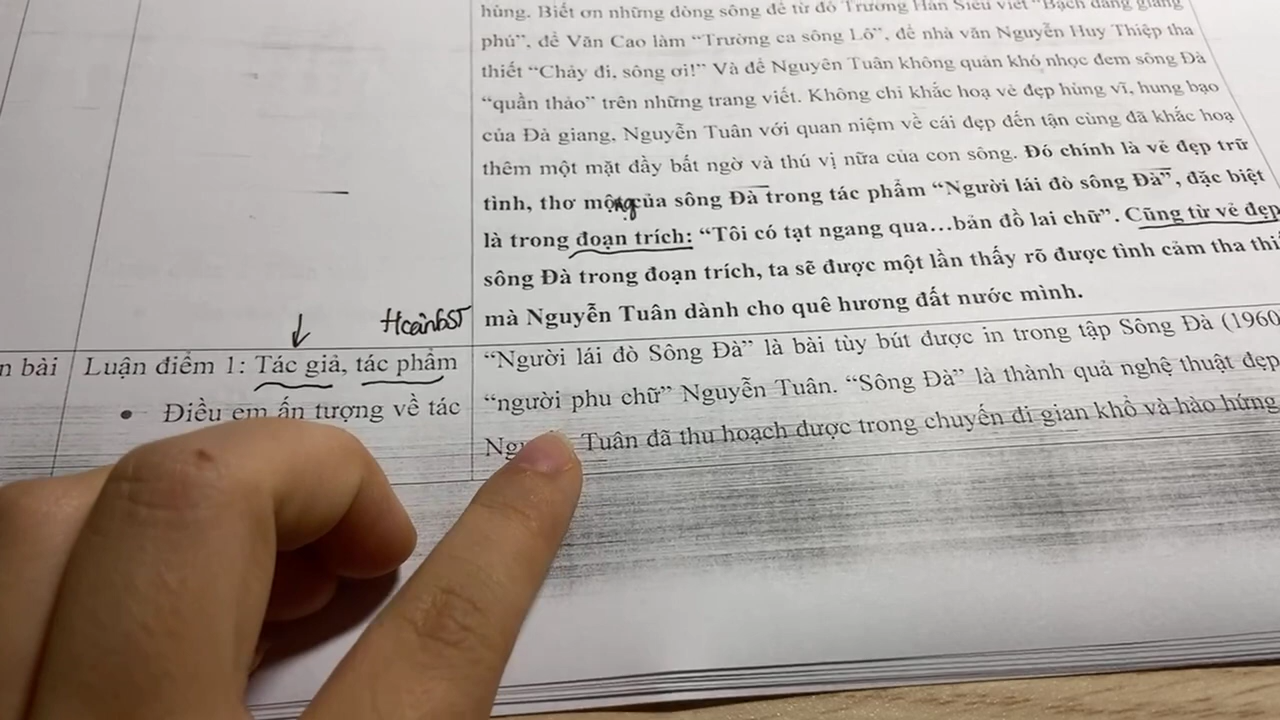 hùng. Biết ơn những dòng sông để từ đó Trương Hán Siêu viết “Bạch đằng giang
phú”, để Văn Cao làm “Trường ca sông Lô”, để nhà văn Nguyễn Huy Thiệp tha
thiết “Chảy đi, sông ơi!” Và để Nguyễn Tuân không quản khó nhọc đem sông Đà
“quần thảo” trên những trang viết. Không chỉ khắc hoạ vẻ đẹp hùng vĩ, hung bạo
của Đà giang, Nguyễn Tuân với quan niệm về cái đẹp đến tận cùng đã khắc hoạ
thêm một mặt đầy bất ngờ và thú vị nữa của con sông. Đó chính là vẻ đẹp trữ
tình, thơ mộng của sông Đà trong tác phẩm “Người lái đò sông Đà”, đặc biệt
là trong đoạn trích: “Tôi có tạt ngang qua…bản đồ lai chữ”. Cũng từ vẻ đẹp
sông Đà trong đoạn trích, ta sẽ được một lần thấy rõ được tình cảm tha thi
mà Nguyễn Tuân dành cho quê hương đất nước mình.
n bài
Luận điểm 1: Tác giả, tác phẩm
Điều em ấn tượng về tác
“Người lái đò Sông Đà” là bài tùy bút được in trong tập Sông Đà (1960
“người phu chữ” Nguyễn Tuân. “Sông Đà” là thành quả nghệ thuật đẹp
Tuân đã thu hoạch được trong chuyến đi gian khổ và hào hứng